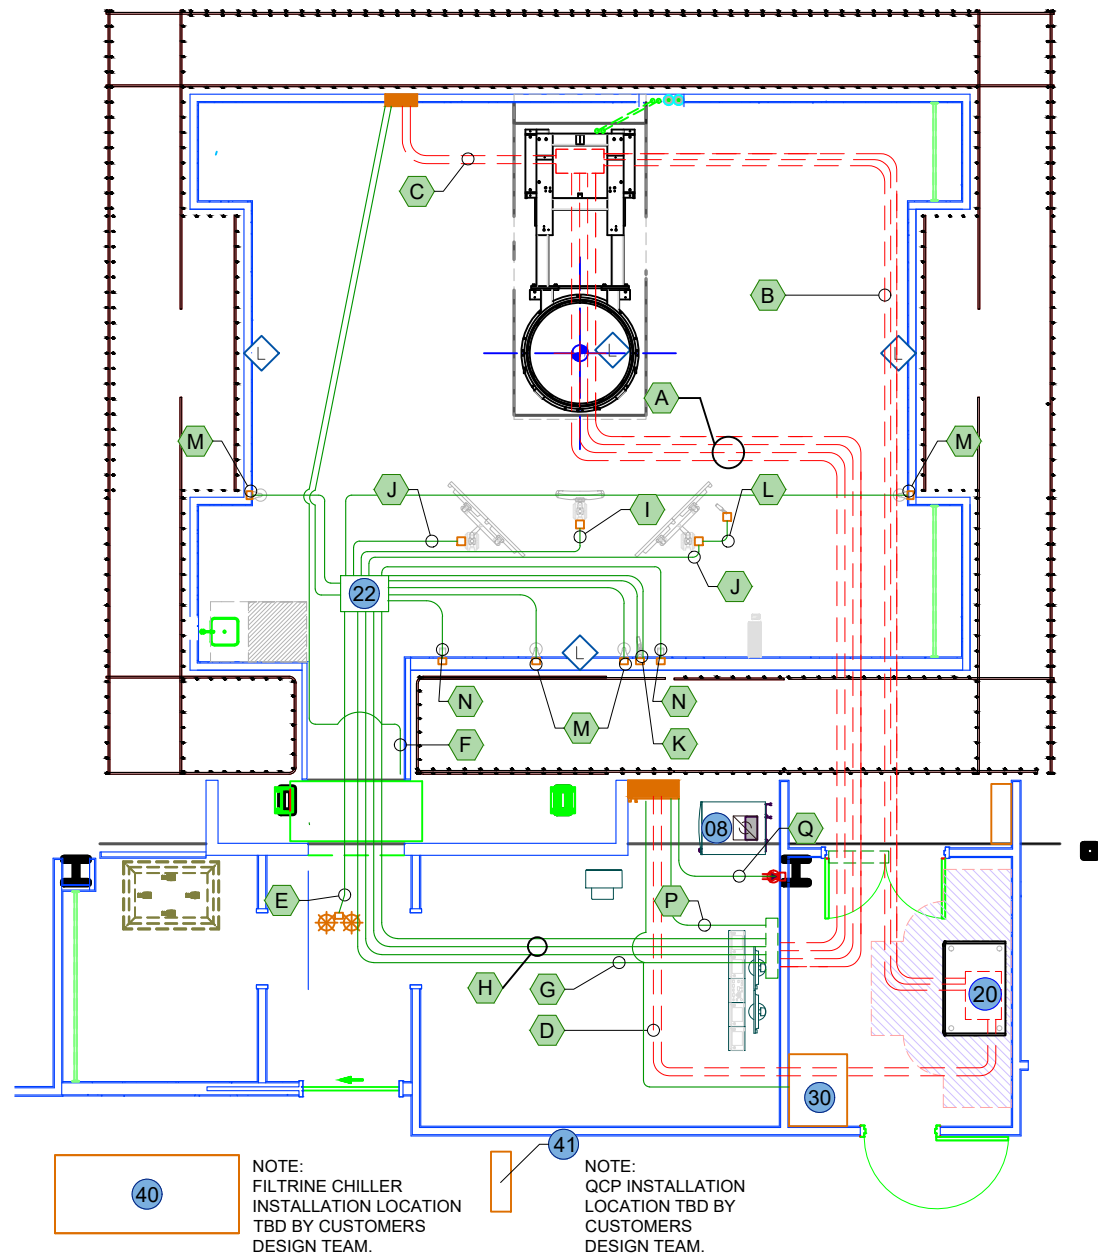 C
B
L
L
L
A
M
M
J
L
I
J
22
L
N
M
N
K
F
08
Q
E
P
H
G
D
20
30
41
40
NOTE:
FILTRINE CHILLER
INSTALLATION LOCATION
TBD BY CUSTOMERS
DESIGN TEAM.
NOTE:
QCP INSTALLATION
LOCATION TBD BY
CUSTOMERS
DESIGN TEAM.